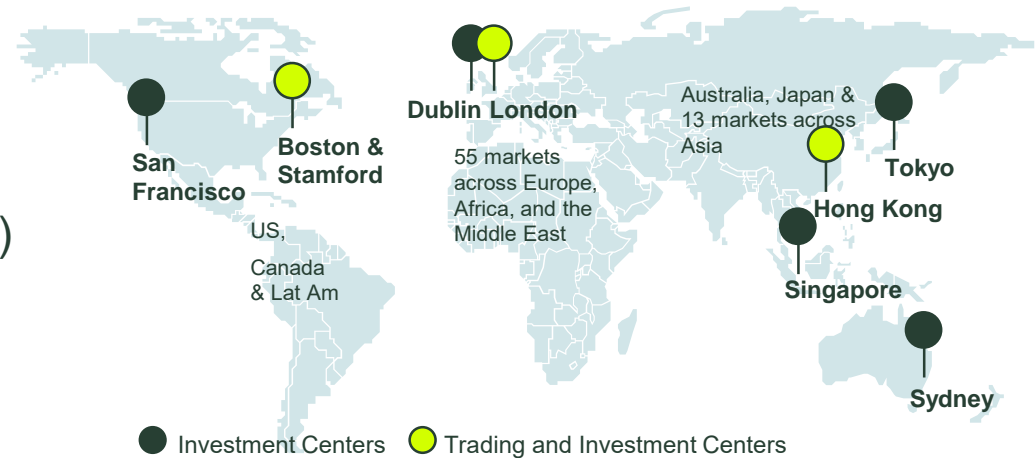 )
San
Francisco
Boston &
Stamford
US,
Canada
& Lat Am
Dublin London
55 markets
across Europe,
Africa, and the
Middle East
Australia, Japan &
13 markets across
Asia
Tokyo
Hong Kong
Singapore
Sydney
Investment Centers
Trading and Investment Centers